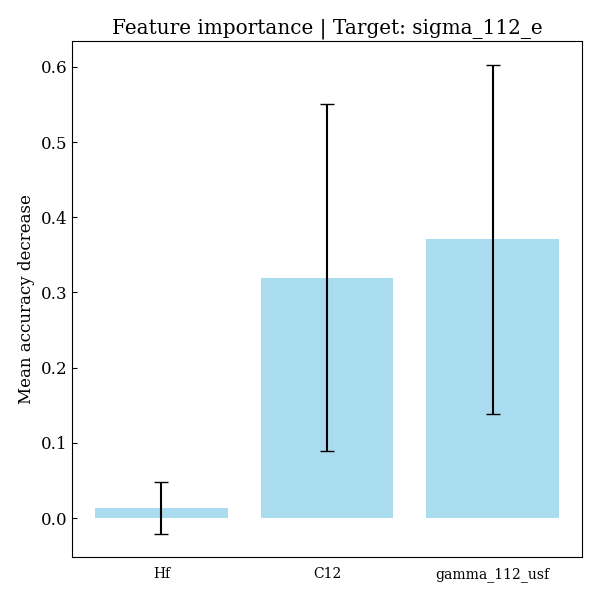 Feature importance | Target: sigma_112_e
Mean accuracy decrease
0.6
0.5
0.4
0.3
0.2
0.1
0.0
Hf
C12
gamma_112_usf